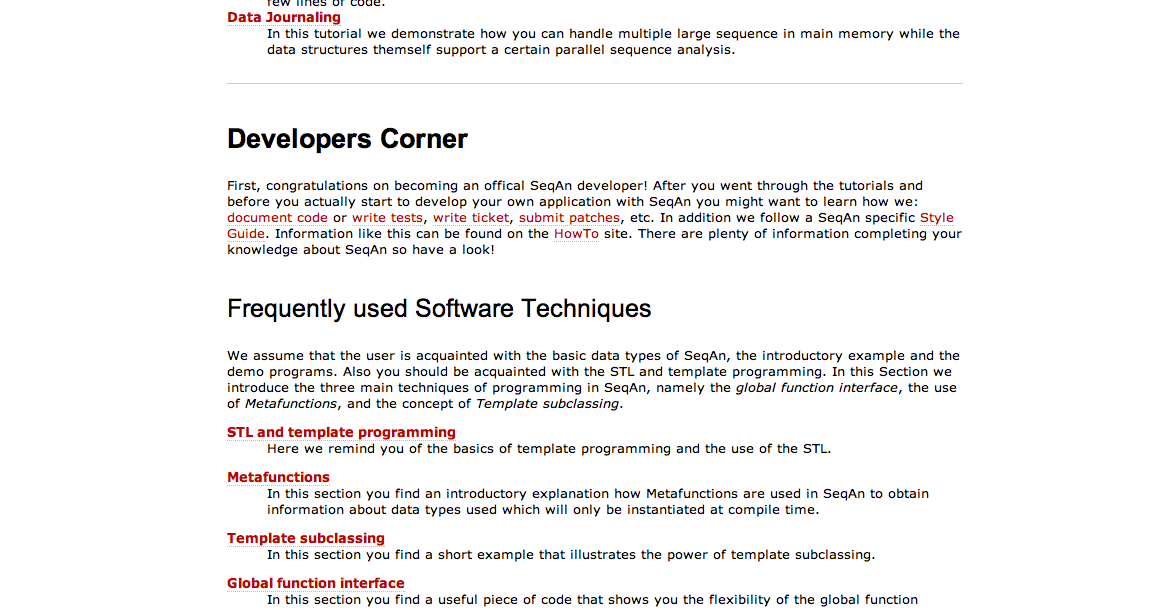 few lines of code.
Data Journaling
In this tutorial we demonstrate how you can handle multiple large sequence in main memory while the
data structures themself support a certain parallel sequence analysis.
Developers Corner
First, congratulations on becoming an offical SeqAn developer! After you went through the tutorials and
before you actually start to develop your own application with SeqAn you might want to learn how we:
document code or write tests, write ticket, submit patches, etc. In addition we follow a SeqAn specific Style
Guide. Information like this can be found on the HowTo site. There are plenty of information completing your
knowledge about SeqAn so have a look!
Frequently used Software Techniques
We assume that the user is acquainted with the basic data types of SeqAn, the introductory example and the
demo programs. Also you should be acquainted with the STL and template programming. In this Section we
introduce the three main techniques of programming in SeqAn, namely the global function interface, the use
of Metafunctions, and the concept of Template subclassing.
STL and template programming
Here we remind you of the basics of template programming and the use of the STL.
Metafunctions
In this section you find an introductory explanation how Metafunctions are used in SeqAn to obtain
information about data types used which will only be instantiated at compile time.
Template subclassing
In this section you find a short example that illustrates the power of template subclassing.
Global function interface
In this section you find a useful piece of code that shows you the flexibility of the global function